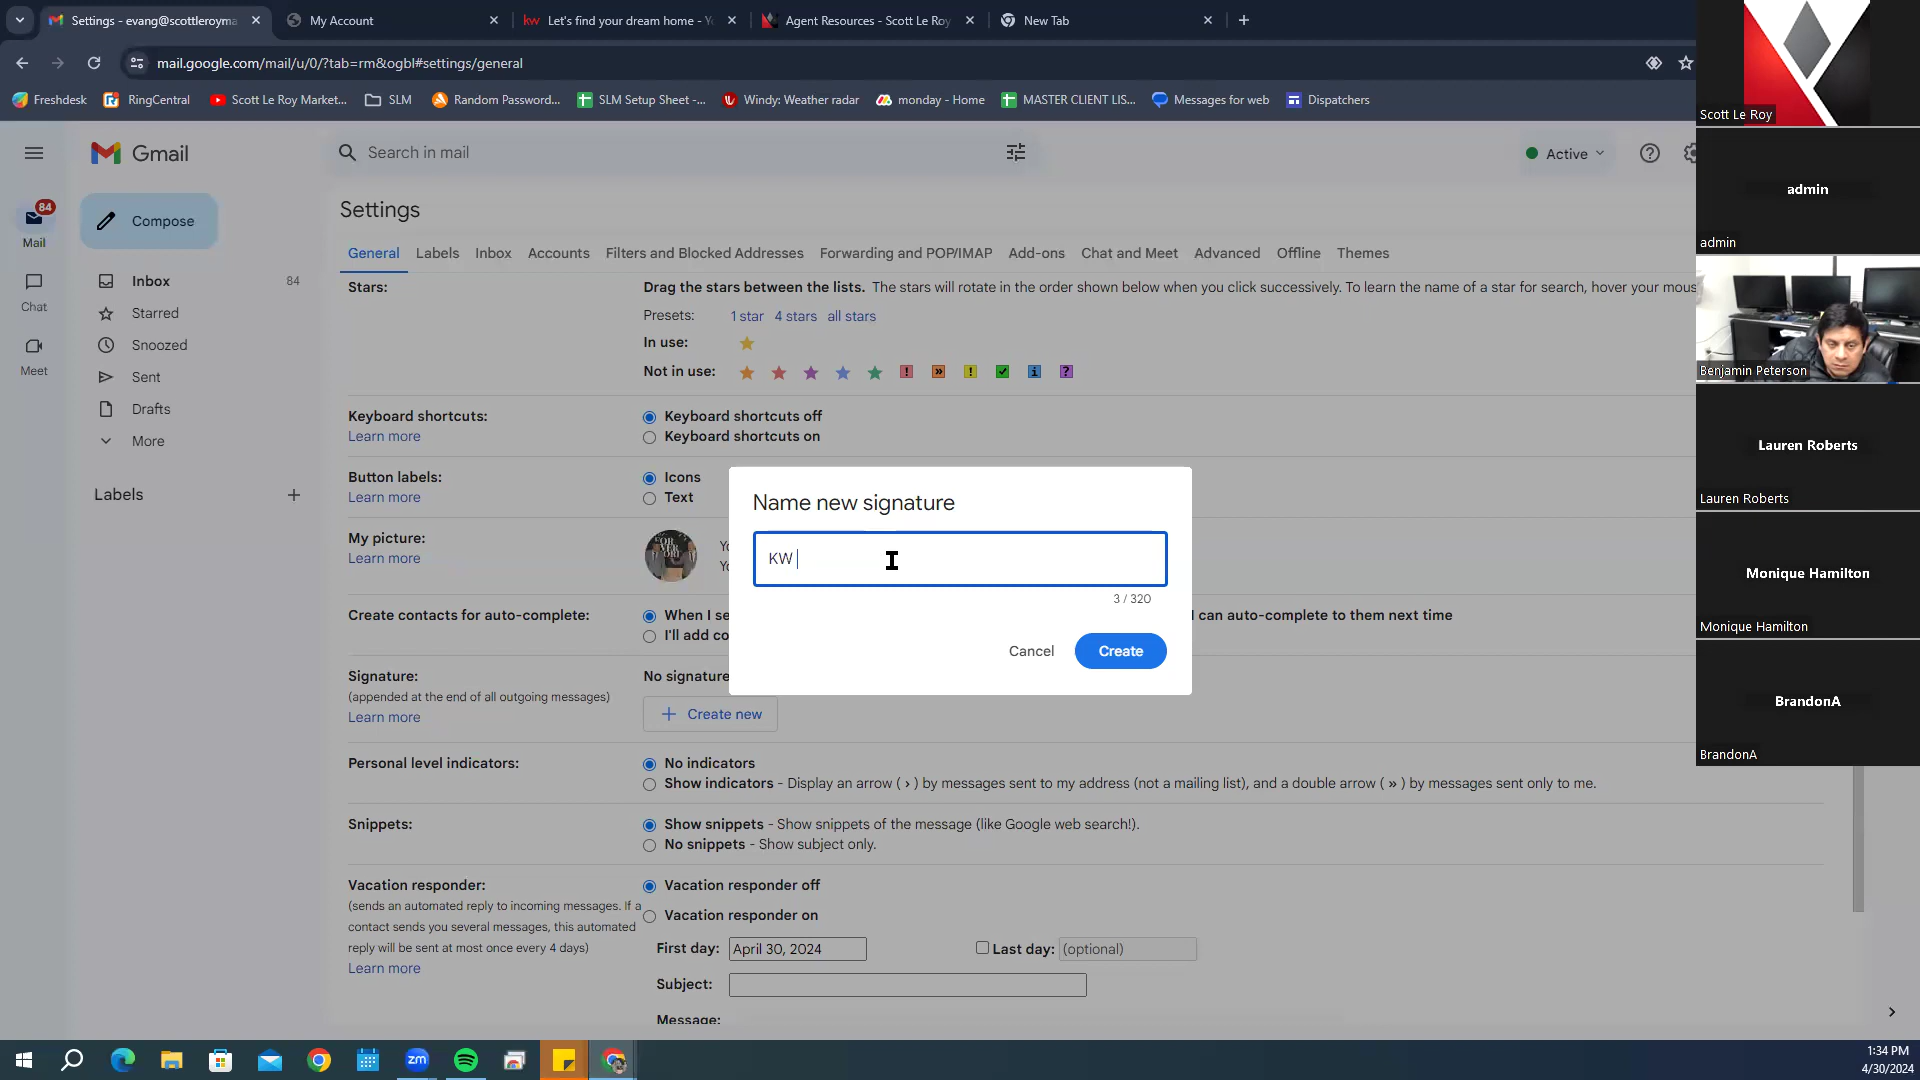 Settings - evang@scottleroyma
My Account
kw Let's find your dream home - Y
Agent Resources - Scott Le Roy
New Tab
mail.google.com/mail/u/0/?tab=rm&ogbl#settings/general
Freshdesk
RingCentral
Scott Le Roy Market...
SLM
Random Password...
SLM Setup Sheet -...
Windy: Weather radar
monday - Home
MASTER CLIENT LIS...
Messages for web
Dispatchers
Gmail
Search in mail
Active
84
Mail
Chat
Meet
Compose
Inbox 84
Starred
Snoozed
Sent
Drafts
More
Labels
Settings
General Labels Inbox Accounts Filters and Blocked Addresses Forwarding and POP/IMAP Add-ons Chat and Meet Advanced Offline Themes
Stars:
Drag the stars between the lists. The stars will rotate in the order shown below when you click successively. To learn the name of a star for search, hover your mous
Presets: 1 star 4 stars all stars
In use:
Not in use: ! » ! i ?
Keyboard shortcuts:
Learn more
Keyboard shortcuts off
Keyboard shortcuts on
Button labels:
Learn more
Icons
Text
My picture:
Learn more
Create contacts for auto-complete:
When I se
I can auto-complete to them next time
I'll add co
Signature:
(appended at the end of all outgoing messages)
Learn more
No signature
Create new
Name new signature
KW
3 / 320
Cancel
Create
Personal level indicators:
No indicators
Show indicators - Display an arrow ( › ) by messages sent to my address (not a mailing list), and a double arrow ( » ) by messages sent only to me.
Snippets:
Show snippets - Show snippets of the message (like Google web search!).
No snippets - Show subject only.
Vacation responder:
(sends an automated reply to incoming messages. If a
contact sends you several messages, this automated
reply will be sent at most once every 4 days)
Learn more
Vacation responder off
Vacation responder on
First day: April 30, 2024
Last day: (optional)
Subject:
Message:
Scott Le Roy
admin
admin
Benjamin Peterson
Lauren Roberts
Lauren Roberts
Monique Hamilton
Monique Hamilton
BrandonA
BrandonA
zm
1:34 PM
4/30/2024